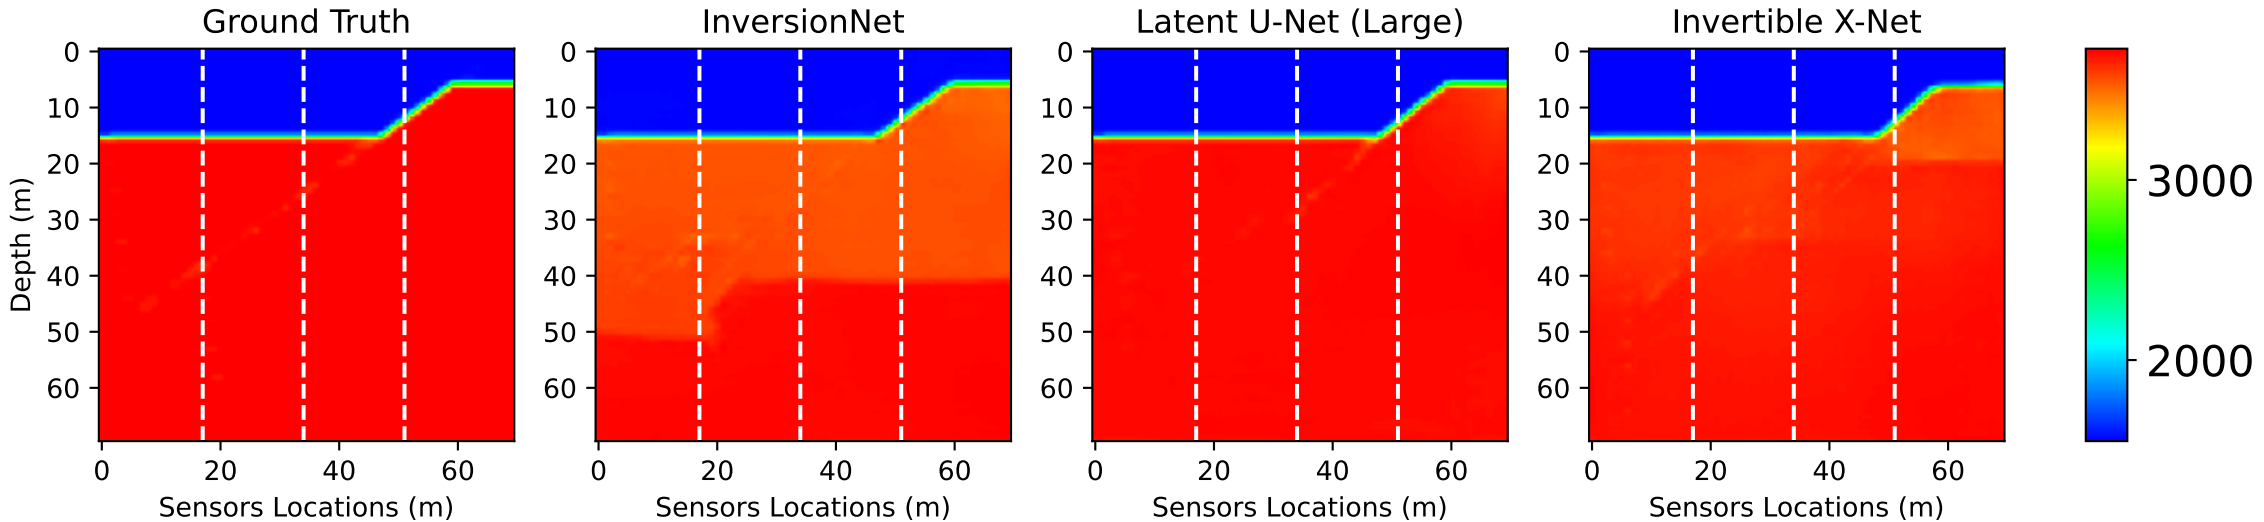 Ground Truth InversionNet Latent U-Net (Large) Invertible X-Net
0 0 0 0
10 10 10 10
20 20 20 20
30 30 30 30
40 40 40 40
50 50 50 50
60 60 60 60
Depth (m)
3000
2000
0 20 40 60 0 20 40 60 0 20 40 60 0 20 40 60
Sensors Locations (m) Sensors Locations (m) Sensors Locations (m) Sensors Locations (m)